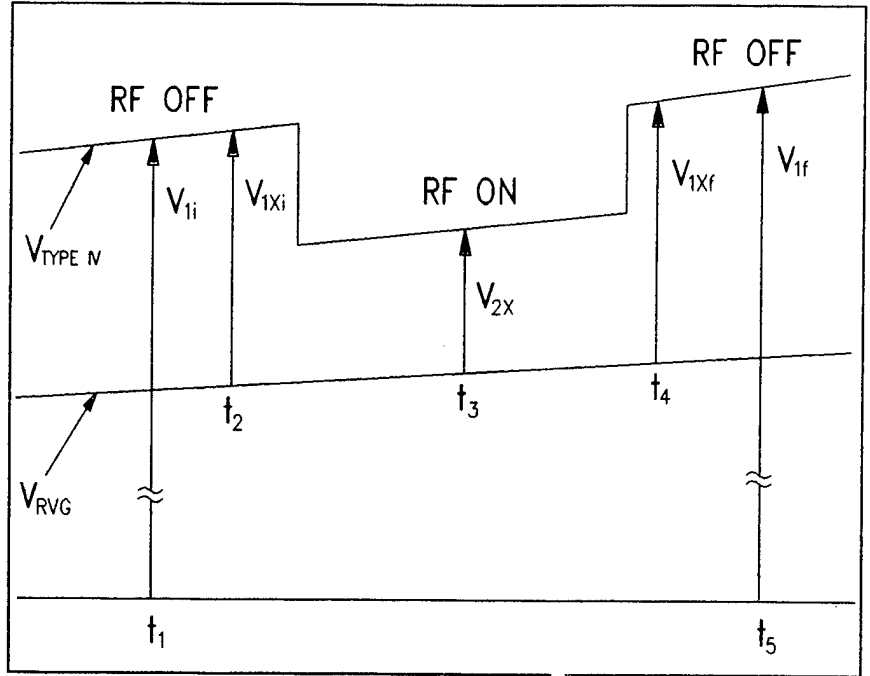 RF OFF
RF OFF
RF ON
V1i
V1Xi
V1Xf
V1f
VTYPE IV
V2X
t2
t3
t4
VRVG
t1
t5